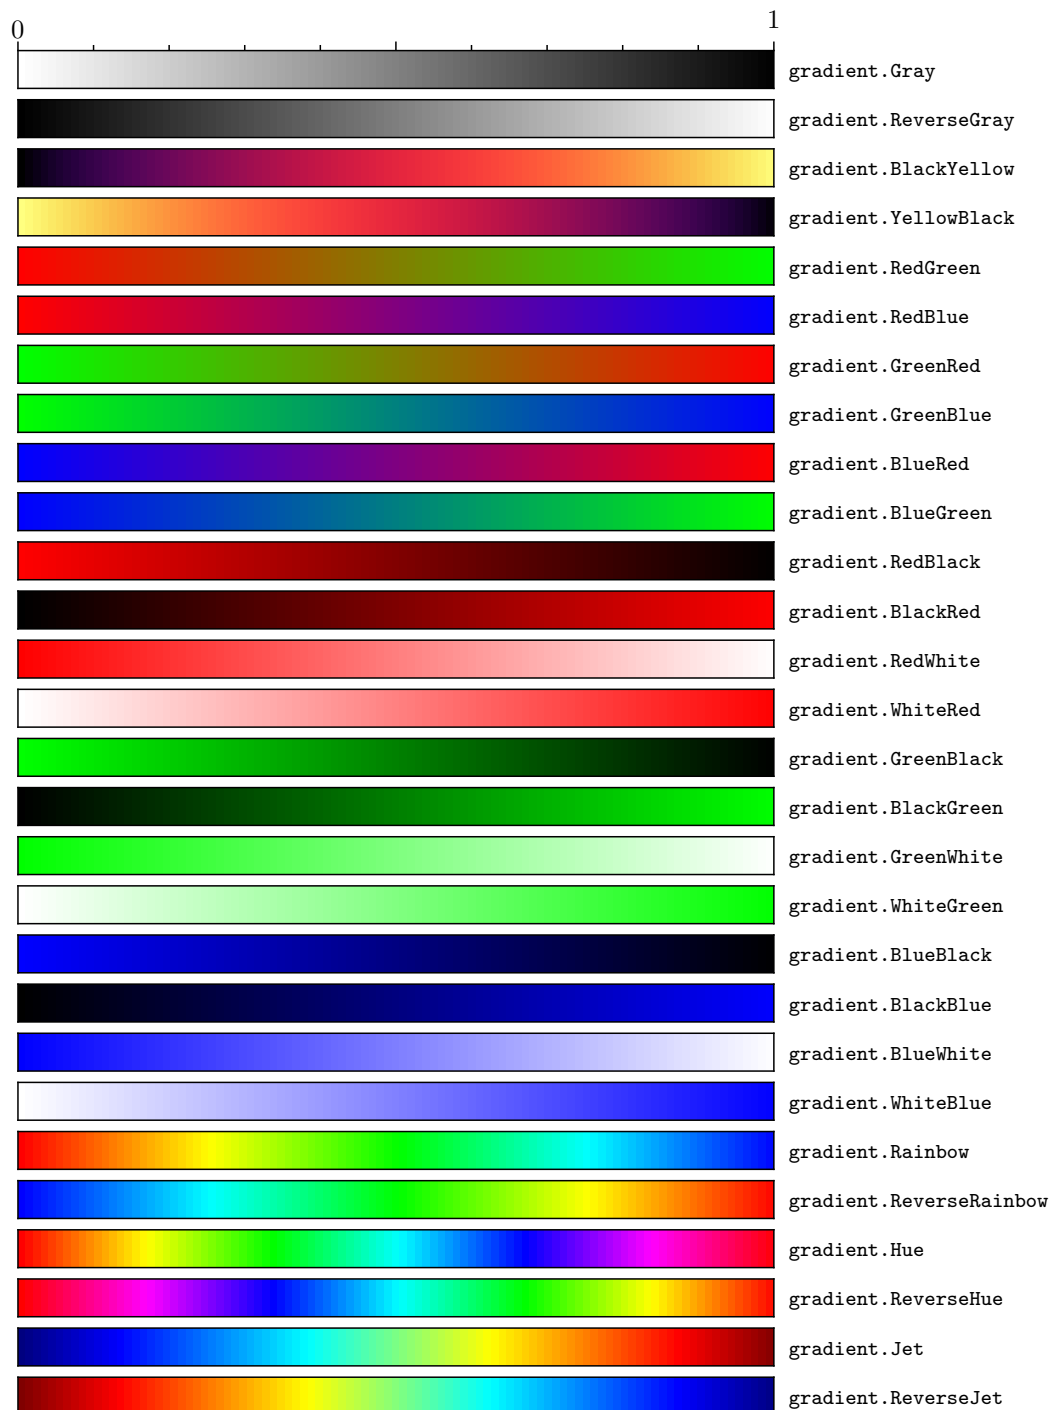 0 1
gradient.Gray
gradient.ReverseGray
gradient.BlackYellow
gradient.YellowBlack
gradient.RedGreen
gradient.RedBlue
gradient.GreenRed
gradient.GreenBlue
gradient.BlueRed
gradient.BlueGreen
gradient.RedBlack
gradient.BlackRed
gradient.RedWhite
gradient.WhiteRed
gradient.GreenBlack
gradient.BlackGreen
gradient.GreenWhite
gradient.WhiteGreen
gradient.BlueBlack
gradient.BlackBlue
gradient.BlueWhite
gradient.WhiteBlue
gradient.Rainbow
gradient.ReverseRainbow
gradient.Hue
gradient.ReverseHue
gradient.Jet
gradient.ReverseJet